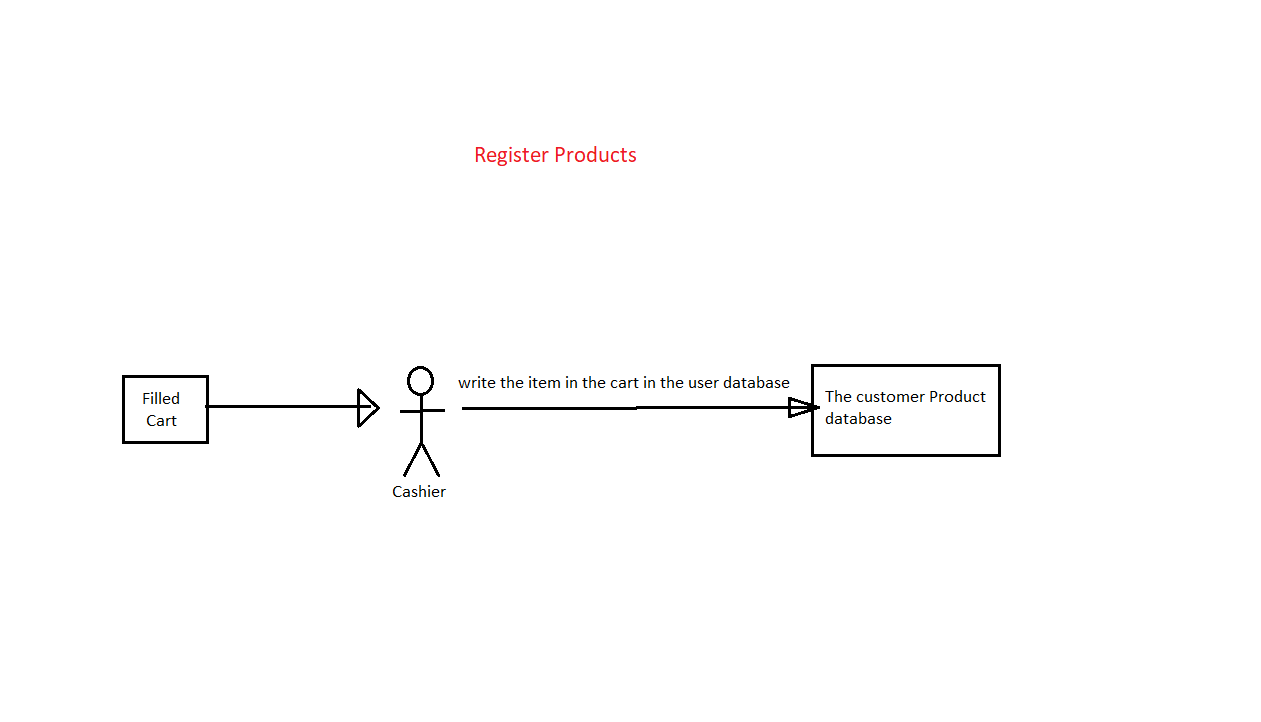 Register Products
Filled
Cart
Cashier
write the item in the cart in the user database
The customer Product
database